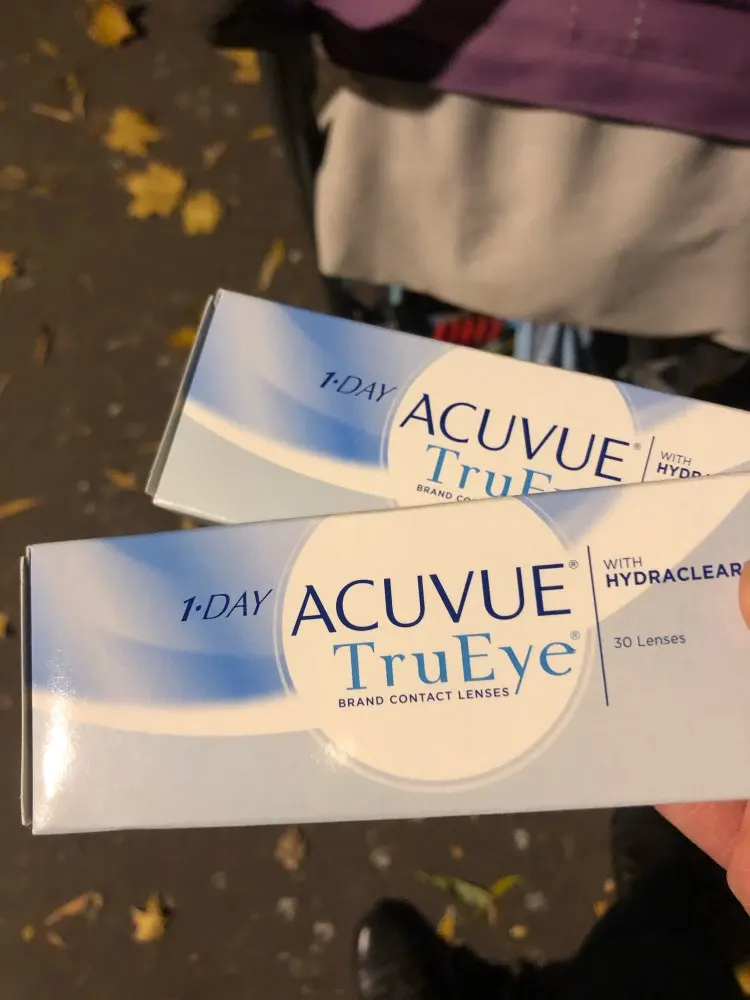 1·DAY
ACUVUE®
WITH
1·DAY
ACUVUE®
TruEye®
BRAND CONTACT LENSES
WITH
HYDRACLEAR
30 Lenses